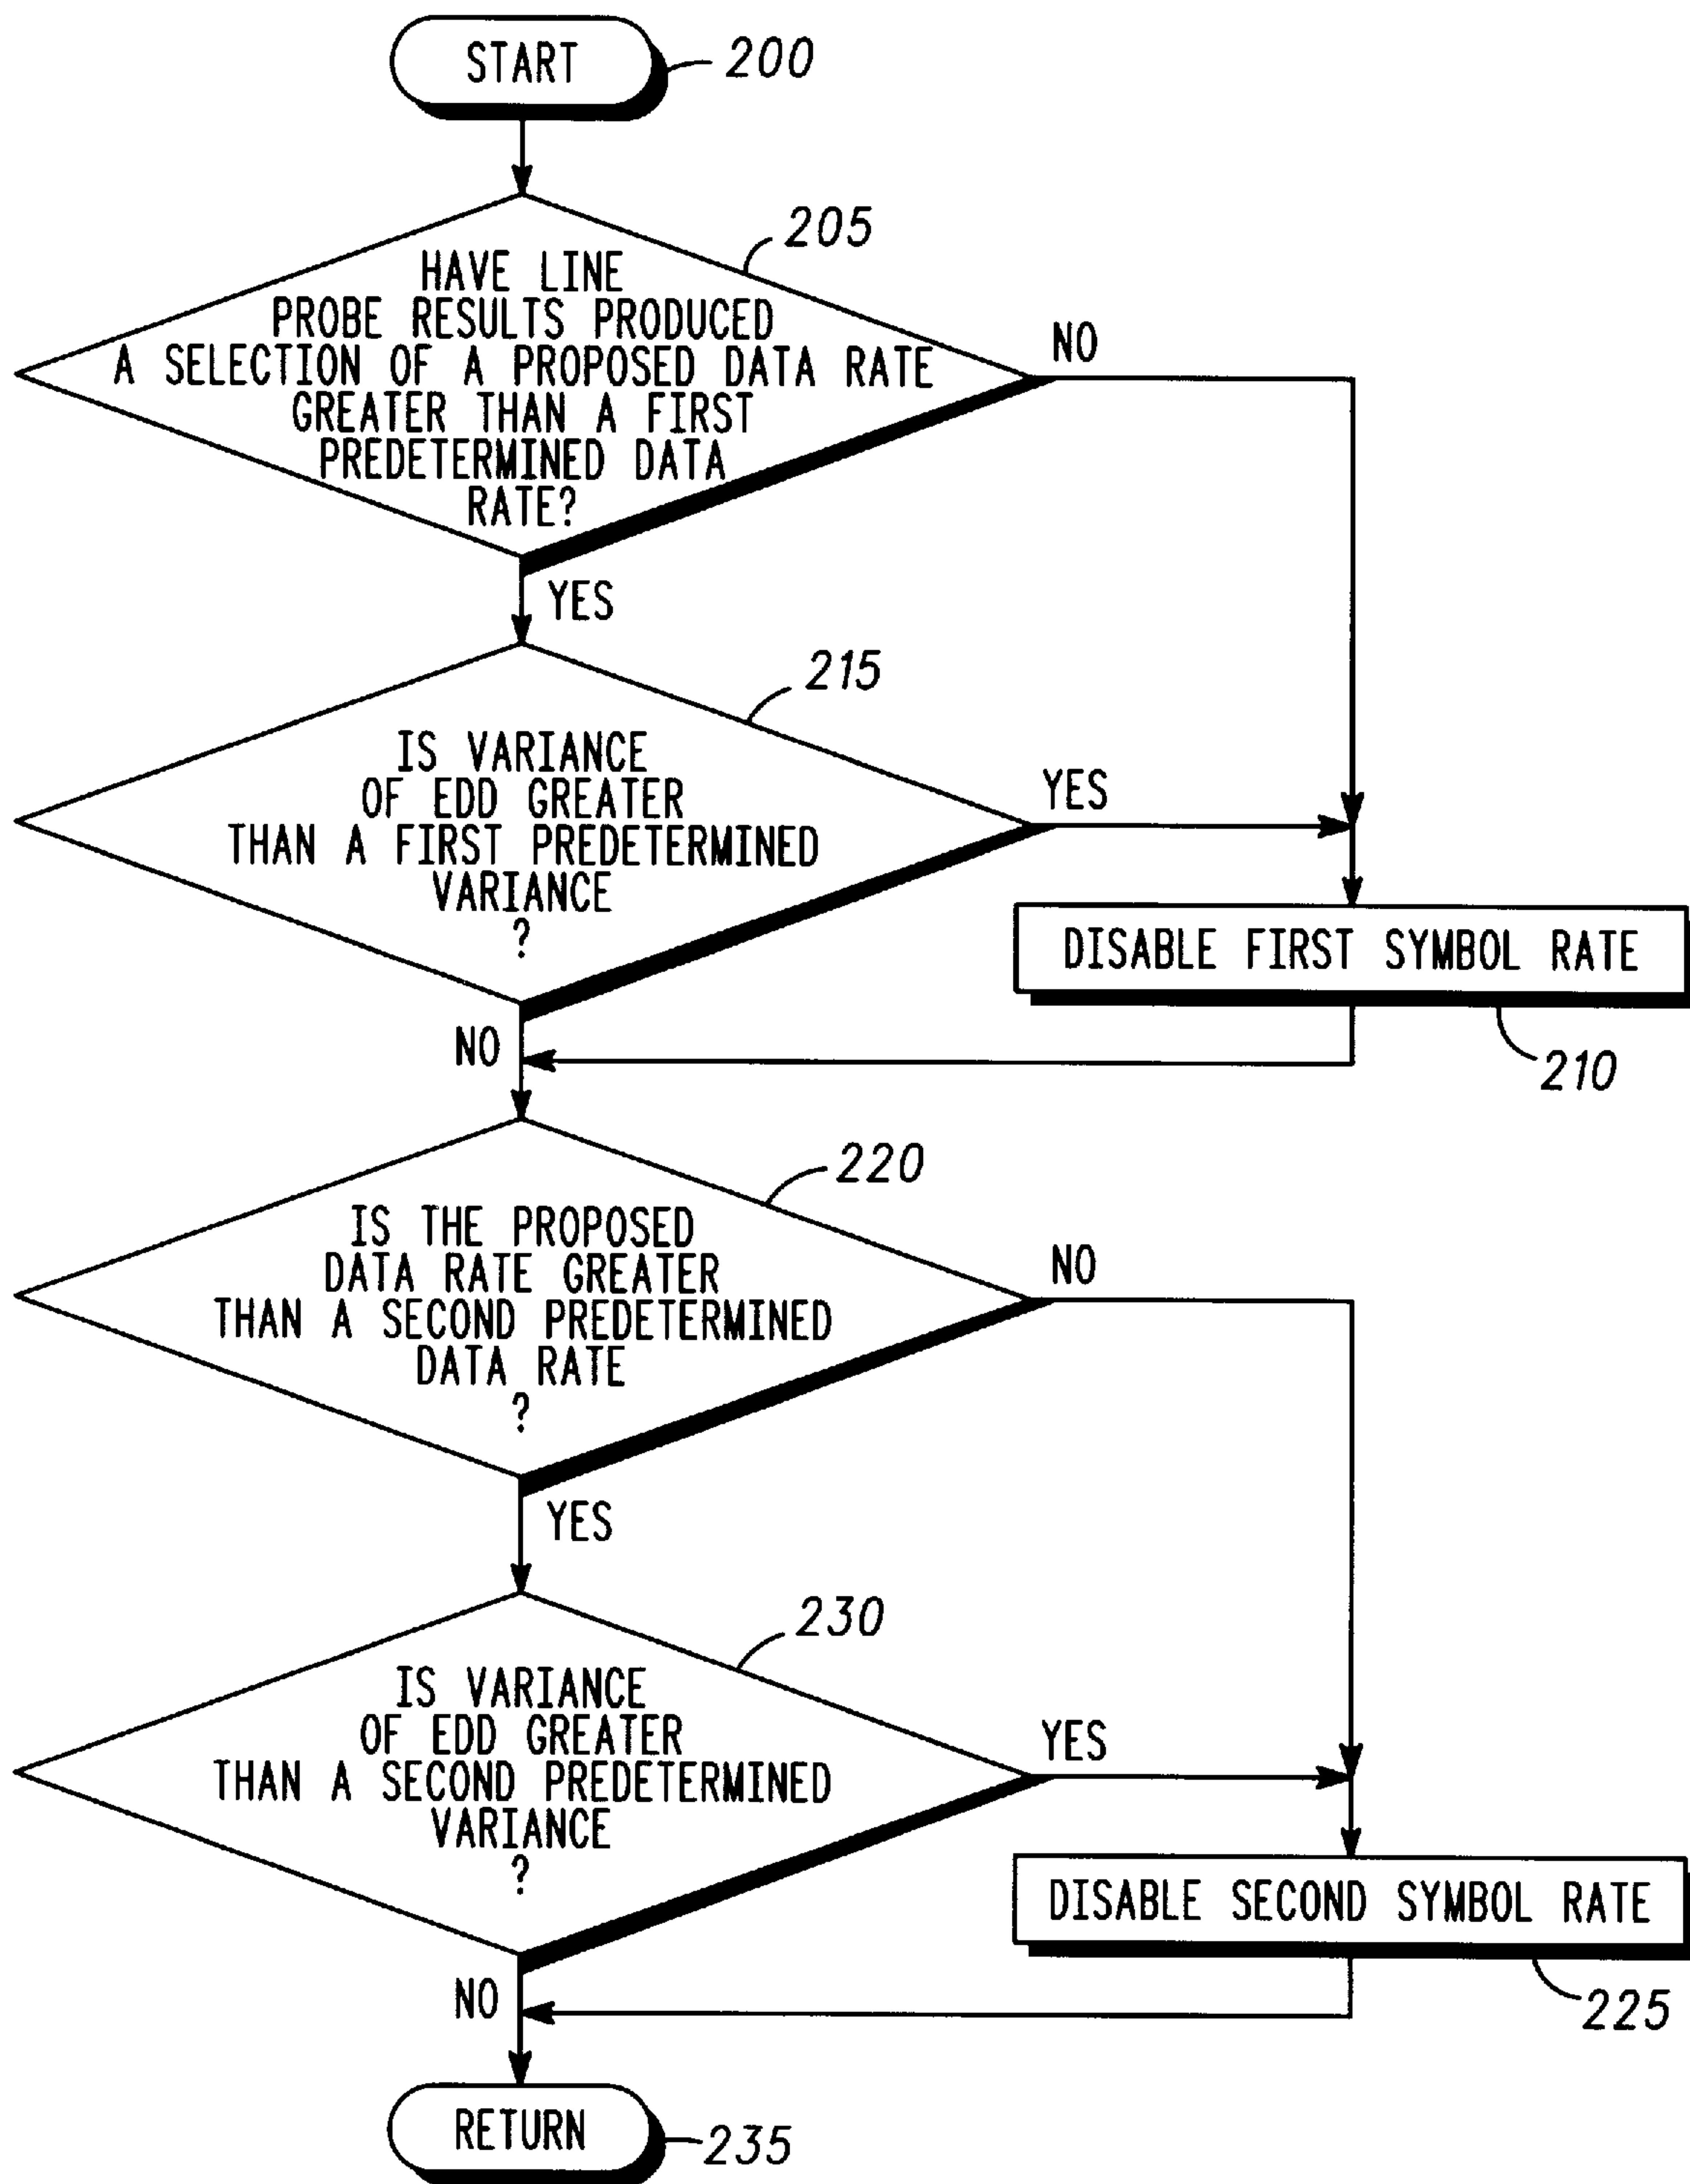 START
200
205
HAVE LINE
PROBE RESULTS PRODUCED
A SELECTION OF A PROPOSED DATA RATE
GREATER THAN A FIRST
PREDETERMINED DATA
RATE?
NO
YES
215
IS VARIANCE
OF EDD GREATER
THAN A FIRST PREDETERMINED
VARIANCE
?
YES
DISABLE FIRST SYMBOL RATE
NO
210
220
IS THE PROPOSED
DATA RATE GREATER
THAN A SECOND PREDETERMINED
DATA RATE
?
NO
YES
230
IS VARIANCE
OF EDD GREATER
THAN A SECOND PREDETERMINED
VARIANCE
?
YES
DISABLE SECOND SYMBOL RATE
NO
225
RETURN
235